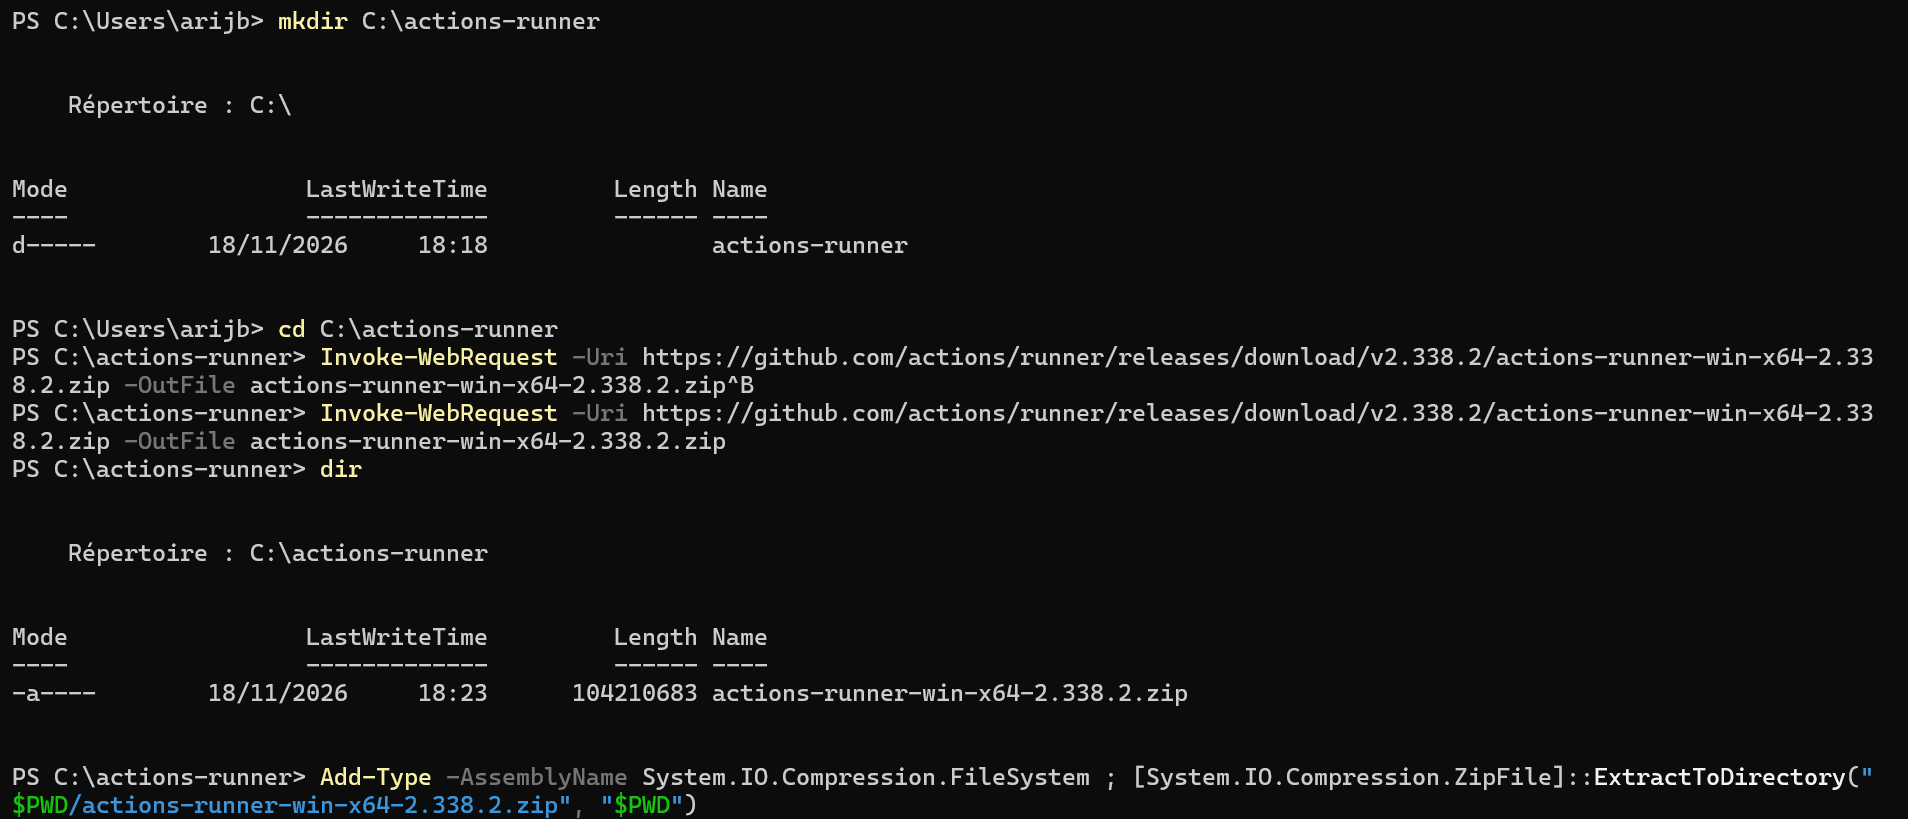 PS C:\Users\arijb> mkdir C:\actions-runner
Répertoire : C:\
Mode                 LastWriteTime         Length Name
----                 -------------         ------ ----
d-----        18/11/2026     18:18                actions-runner
PS C:\Users\arijb> cd C:\actions-runner
PS C:\actions-runner> Invoke-WebRequest -Uri https://github.com/actions/runner/releases/download/v2.338.2/actions-runner-win-x64-2.33
8.2.zip -OutFile actions-runner-win-x64-2.338.2.zip^B
PS C:\actions-runner> Invoke-WebRequest -Uri https://github.com/actions/runner/releases/download/v2.338.2/actions-runner-win-x64-2.33
8.2.zip -OutFile actions-runner-win-x64-2.338.2.zip
PS C:\actions-runner> dir
Répertoire : C:\actions-runner
Mode                 LastWriteTime         Length Name
----                 -------------         ------ ----
-a----        18/11/2026     18:23      104210683 actions-runner-win-x64-2.338.2.zip
PS C:\actions-runner> Add-Type -AssemblyName System.IO.Compression.FileSystem ; [System.IO.Compression.ZipFile]::ExtractToDirectory("
$PWD/actions-runner-win-x64-2.338.2.zip", "$PWD")